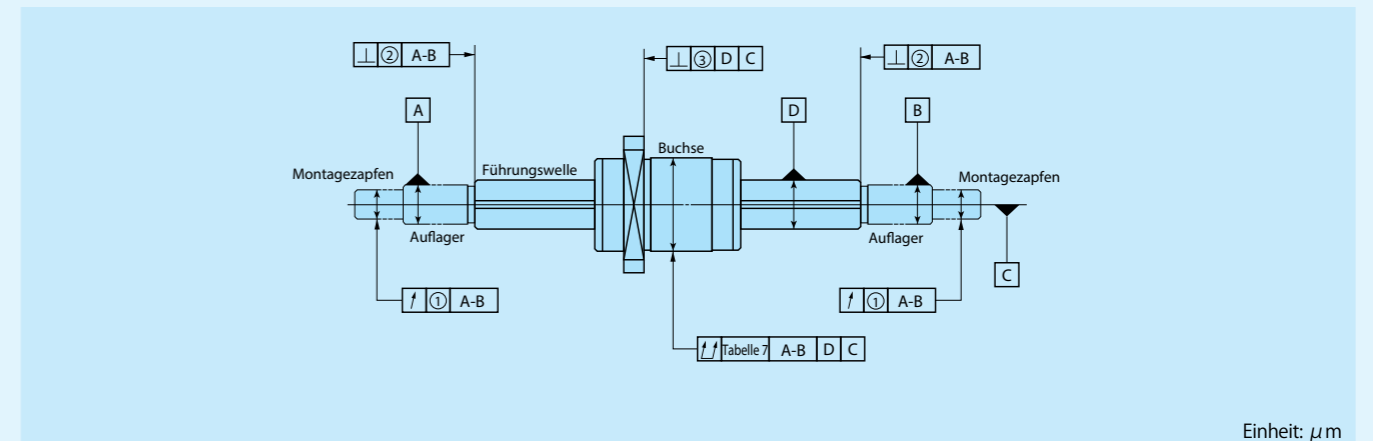 ⊥ ② A-B
⊥ ③ D C
⊥ ② A-B
A
D
B
Buchse
Montagezapfen
Führungswelle
Montagezapfen
Auflager
Auflager
C
↗ ① A-B
↗ ① A-B
⌰ Tabelle 7 A-B D C
Einheit: μm